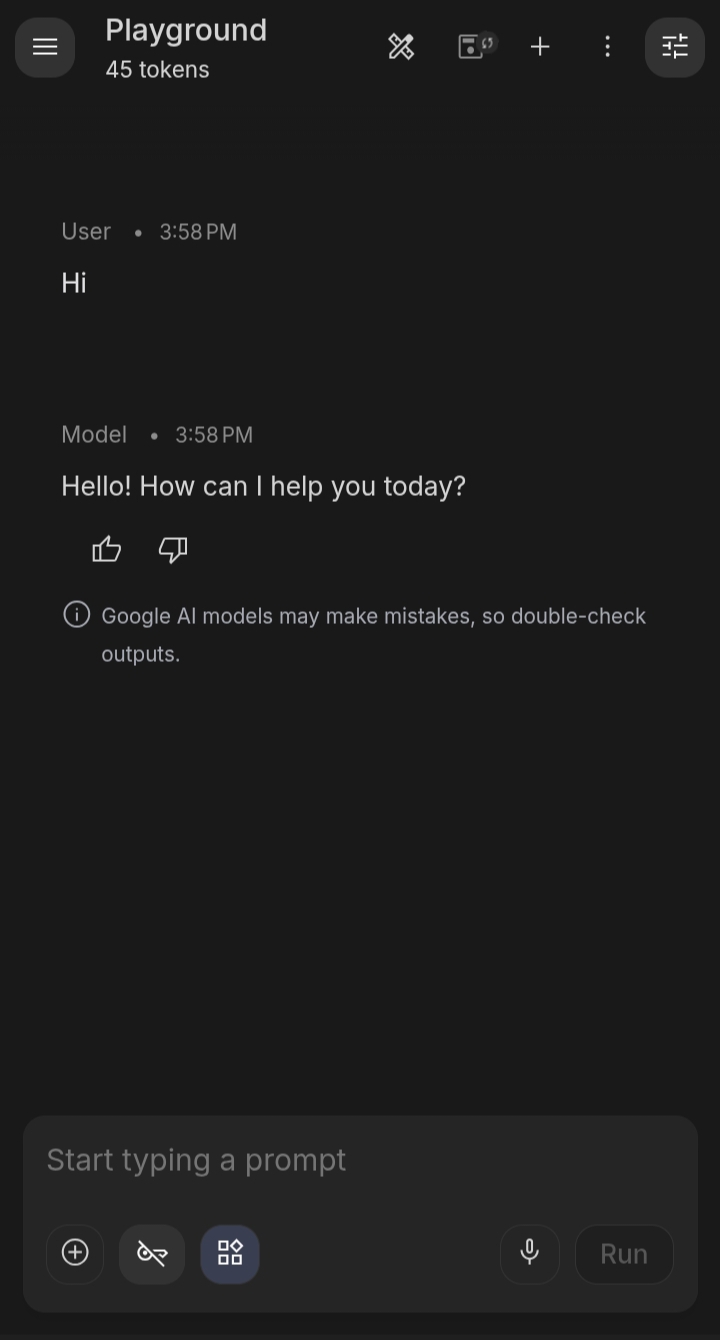 Playground
45 tokens
User • 3:58 PM
Hi
Model • 3:58 PM
Hello! How can I help you today?
Google AI models may make mistakes, so double-check
outputs.
Start typing a prompt
Run